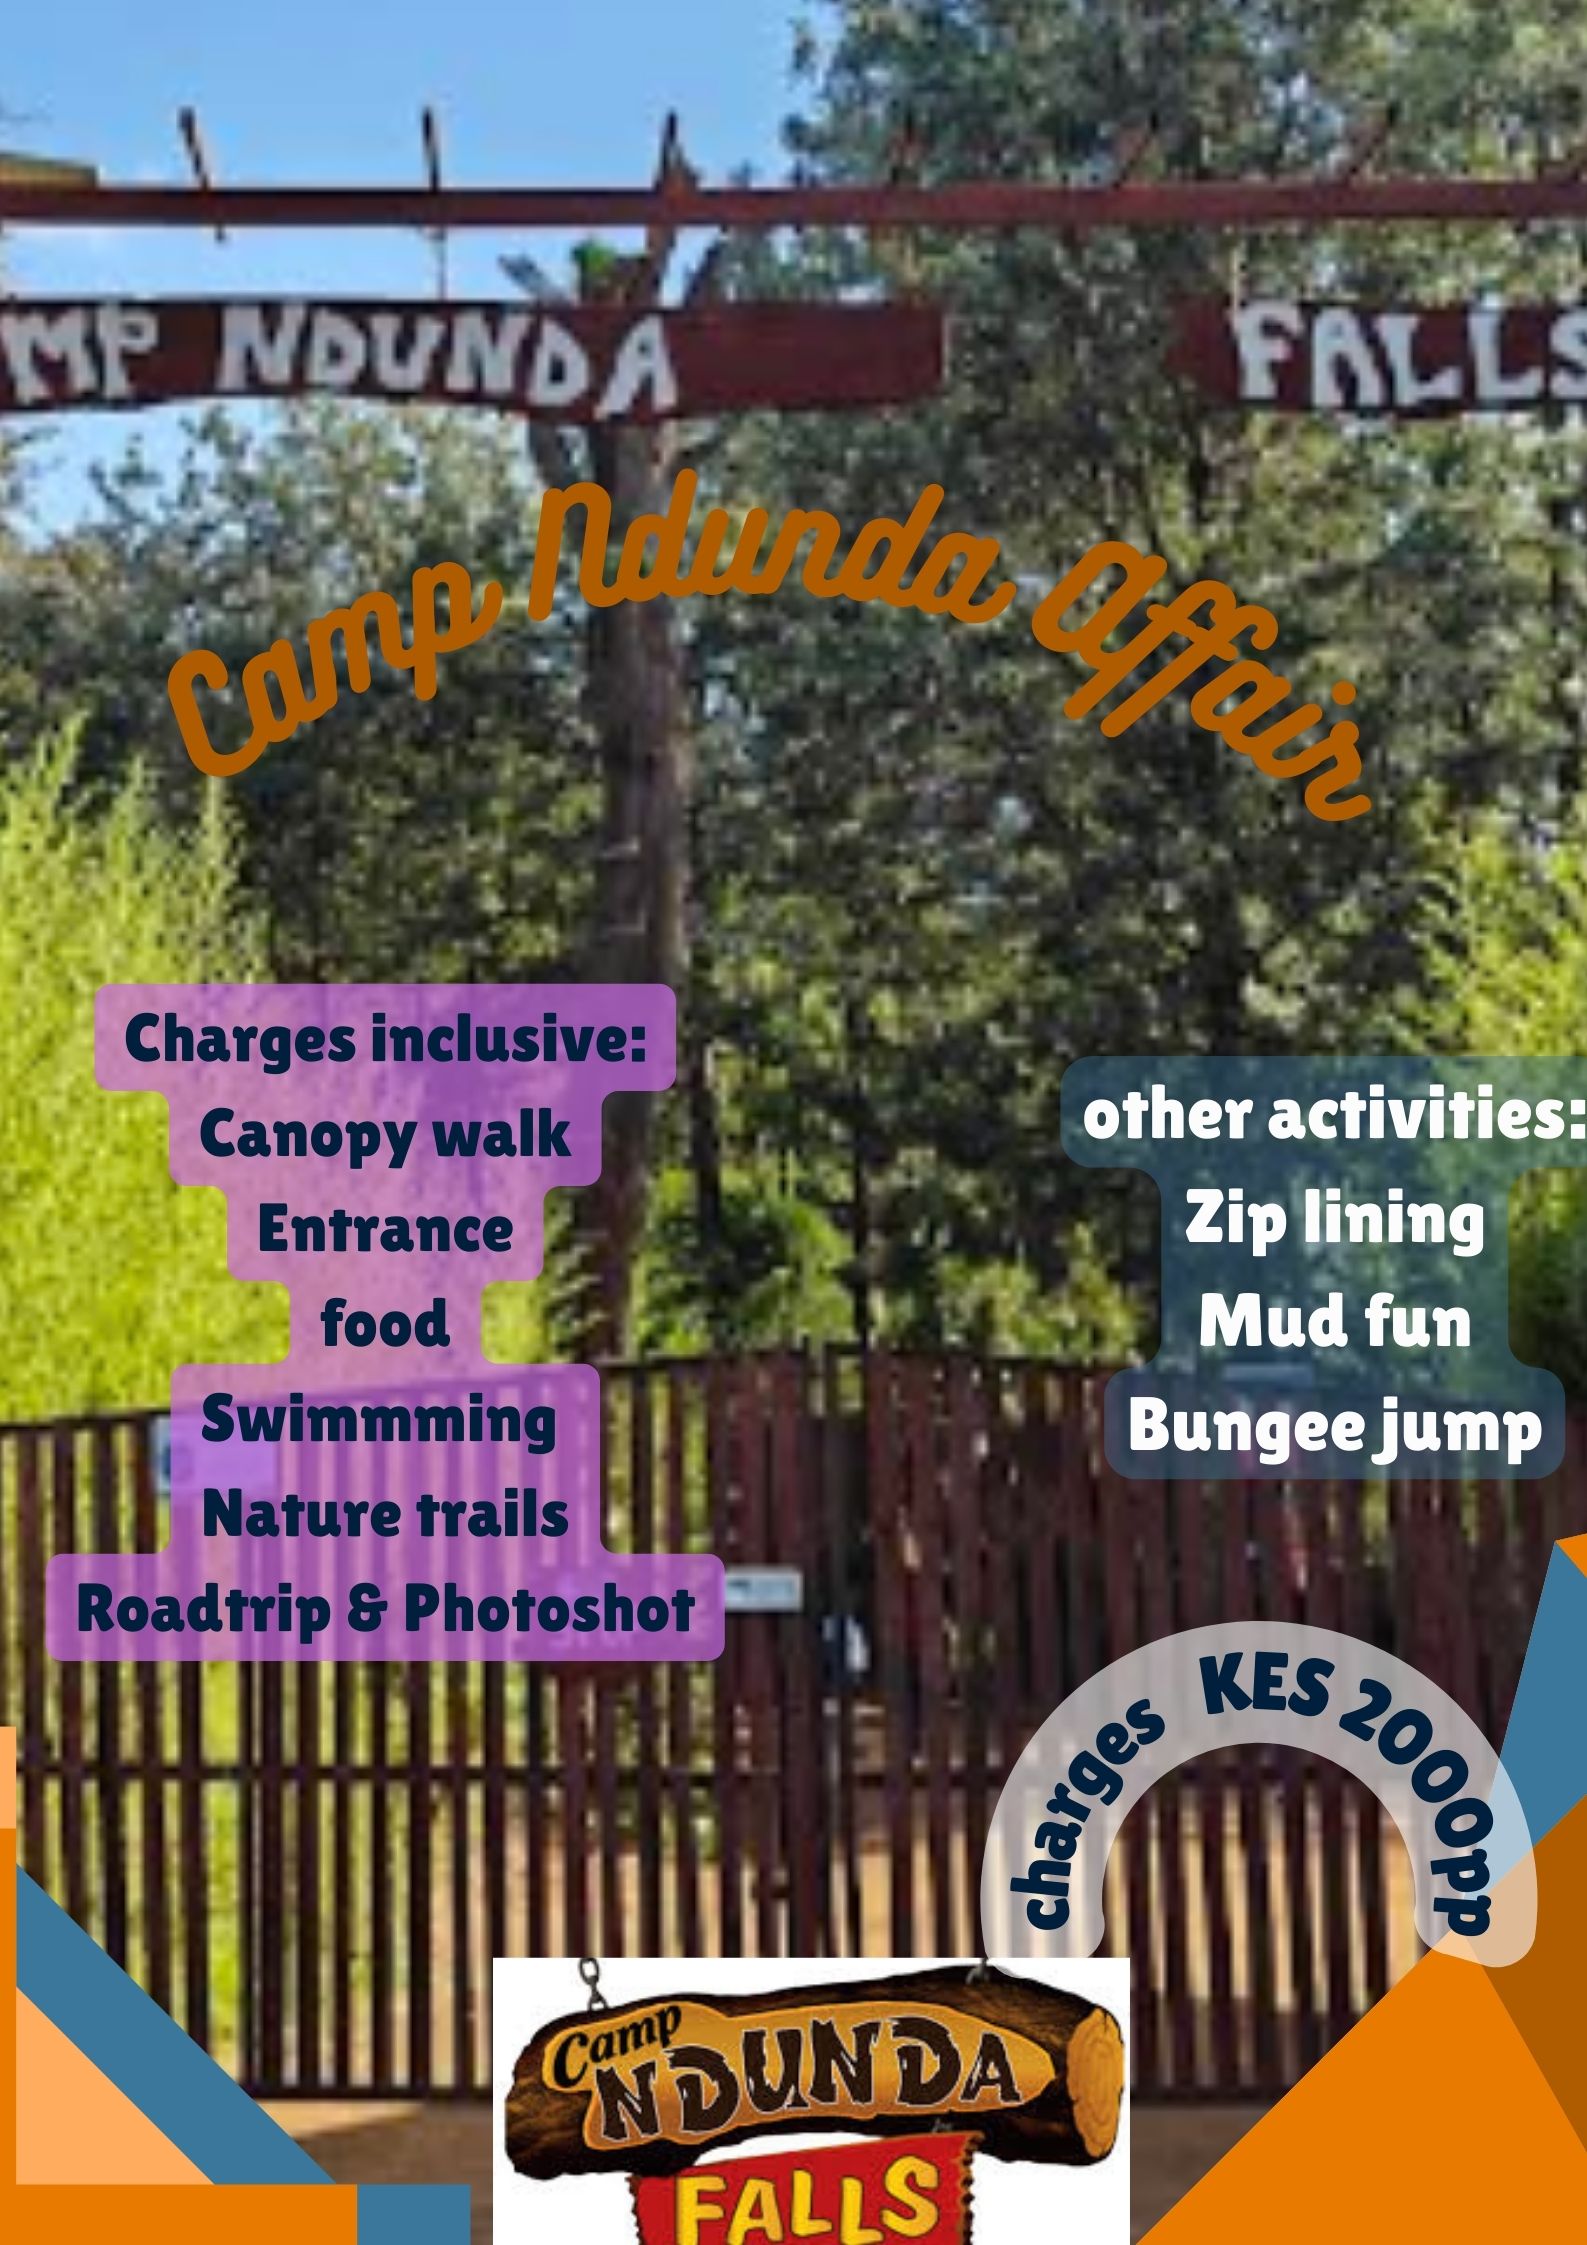 MP NDUNDA FALLS
Camp Ndunda Affair
Charges inclusive:
Canopy walk
Entrance
food
Swimmming
Nature trails
Roadtrip & Photoshot
other activities:
Zip lining
Mud fun
Bungee jump
charges KES 2000pp
Camp
NDUNDA
FALLS